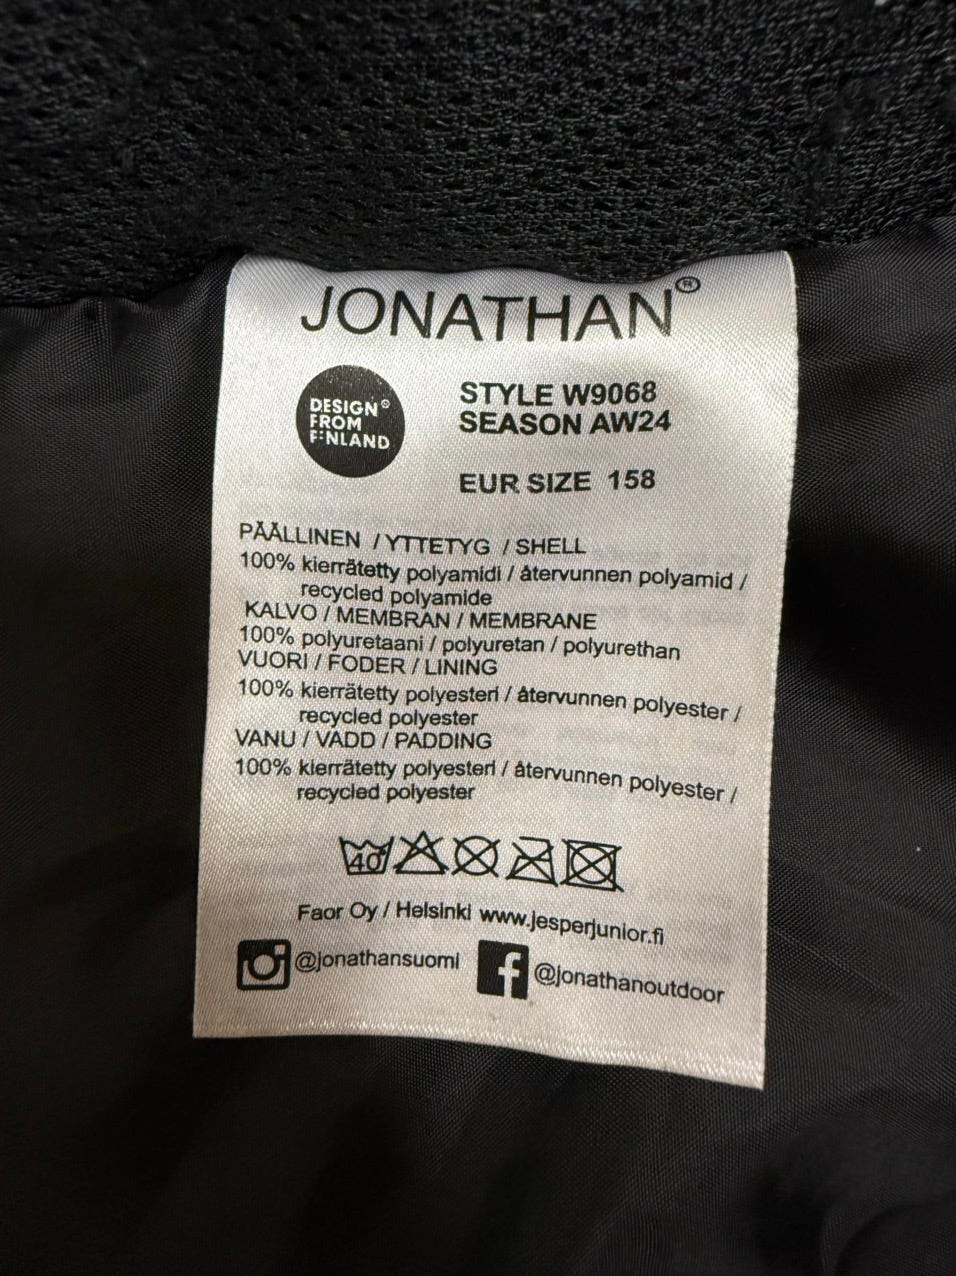 JONATHAN®
DESIGN®
FROM
FINLAND
STYLE W9068
SEASON AW24
EUR SIZE 158
PÄÄLLINEN / YTTETYG / SHELL
100% kierrätetty polyamidi / återvunnen polyamid /
recycled polyamide
KALVO / MEMBRAN / MEMBRANE
100% polyuretaani / polyuretan / polyurethan
VUORI / FODER / LINING
100% kierrätetty polyesteri / återvunnen polyester /
recycled polyester
VANU / VADD / PADDING
100% kierrätetty polyesteri / återvunnen polyester /
recycled polyester
40°
Faor Oy / Helsinki www.jesperjunior.fi
@jonathansuomi f @jonathanoutdoor